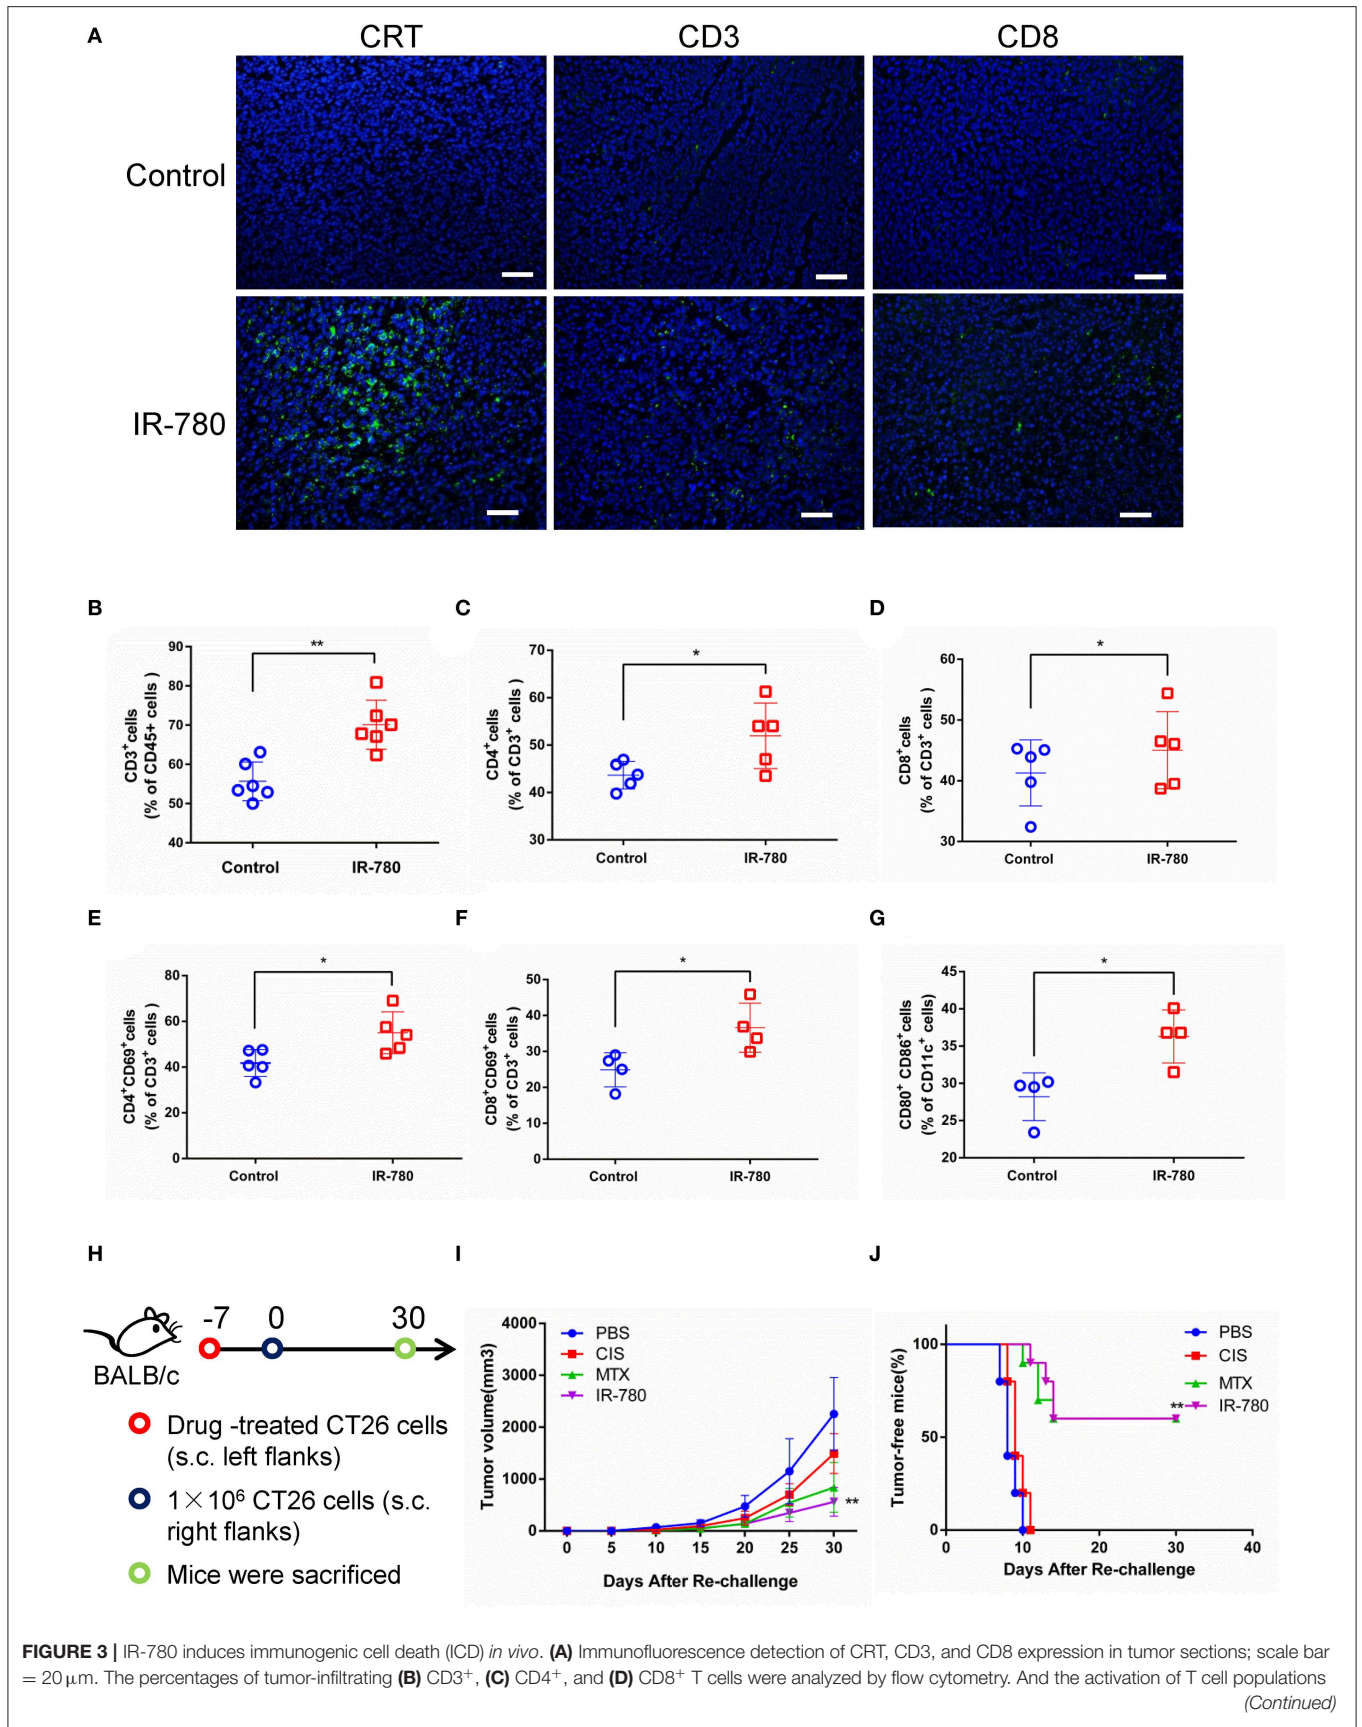 A
CRT
CD3
CD8
Control
IR-780
B
C
D
90
80
70
60
50
40
CD3+cells
(% of CD45+ cells )
**
Control
IR-780
70
60
50
40
30
CD4+cells
(% of CD3+ cells )
*
Control
IR-780
60
50
40
30
CD8+cells
(% of CD3+ cells )
*
Control
IR-780
E
F
G
80
60
40
20
0
CD4+CD69+cells
(% of CD3+ cells )
*
Control
IR-780
50
40
30
20
10
0
CD8+CD69+cells
(% of CD3+ cells )
*
Control
IR-780
45
40
35
30
25
20
CD80+ CD86+cells
(% of CD11c+ cells)
*
Control
IR-780
H
I
J
-7
0
30
BALB/c
Drug -treated CT26 cells
(s.c. left flanks)
1×10⁶ CT26 cells (s.c.
right flanks)
Mice were sacrificed
4000
3000
2000
1000
0
Tumor volume(mm3)
PBS
CIS
MTX
IR-780
**
0 5 10 15 20 25 30
Days After Re-challenge
100
50
0
Tumor-free mice(%)
PBS
CIS
MTX
**
IR-780
0 10 20 30 40
Days After Re-challenge
FIGURE 3 | IR-780 induces immunogenic cell death (ICD) in vivo. (A) Immunofluorescence detection of CRT, CD3, and CD8 expression in tumor sections; scale bar
= 20 μm. The percentages of tumor-infiltrating (B) CD3+, (C) CD4+, and (D) CD8+ T cells were analyzed by flow cytometry. And the activation of T cell populations
(Continued)